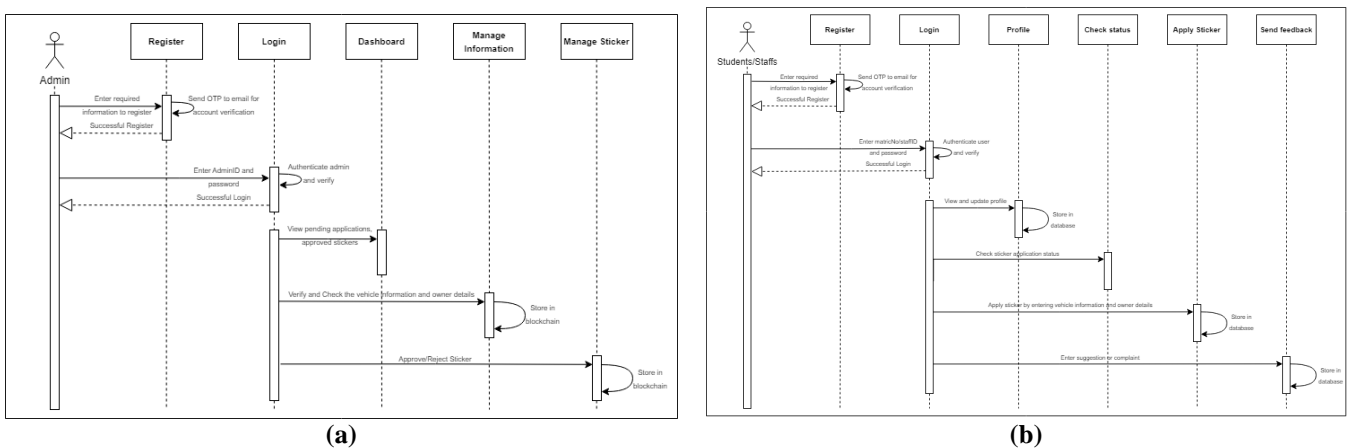 Register
Login
Dashboard
Manage
Information
Manage Sticker
Admin
Enter required
information to register
Send OTP to email for
account verification
Successful Register
Enter AdminID and
password
Authenticate admin
and verify
Successful Login
View pending applications,
approved stickers
Verify and Check the vehicle information and owner details
Store in
blockchain
Approve/Reject Sticker
Store in
blockchain
(a)
Register
Login
Profile
Check status
Apply Sticker
Send feedback
Students/Staffs
Enter required
information to register
Send OTP to email for
account verification
Successful Register
Enter matricNo/staffID
and password
Authenticate user
and verify
Successful Login
View and update profile
Store in
database
Check sticker application status
Apply sticker by entering vehicle information and owner details
Store in
database
Enter suggestion or complaint
Store in
database
(b)